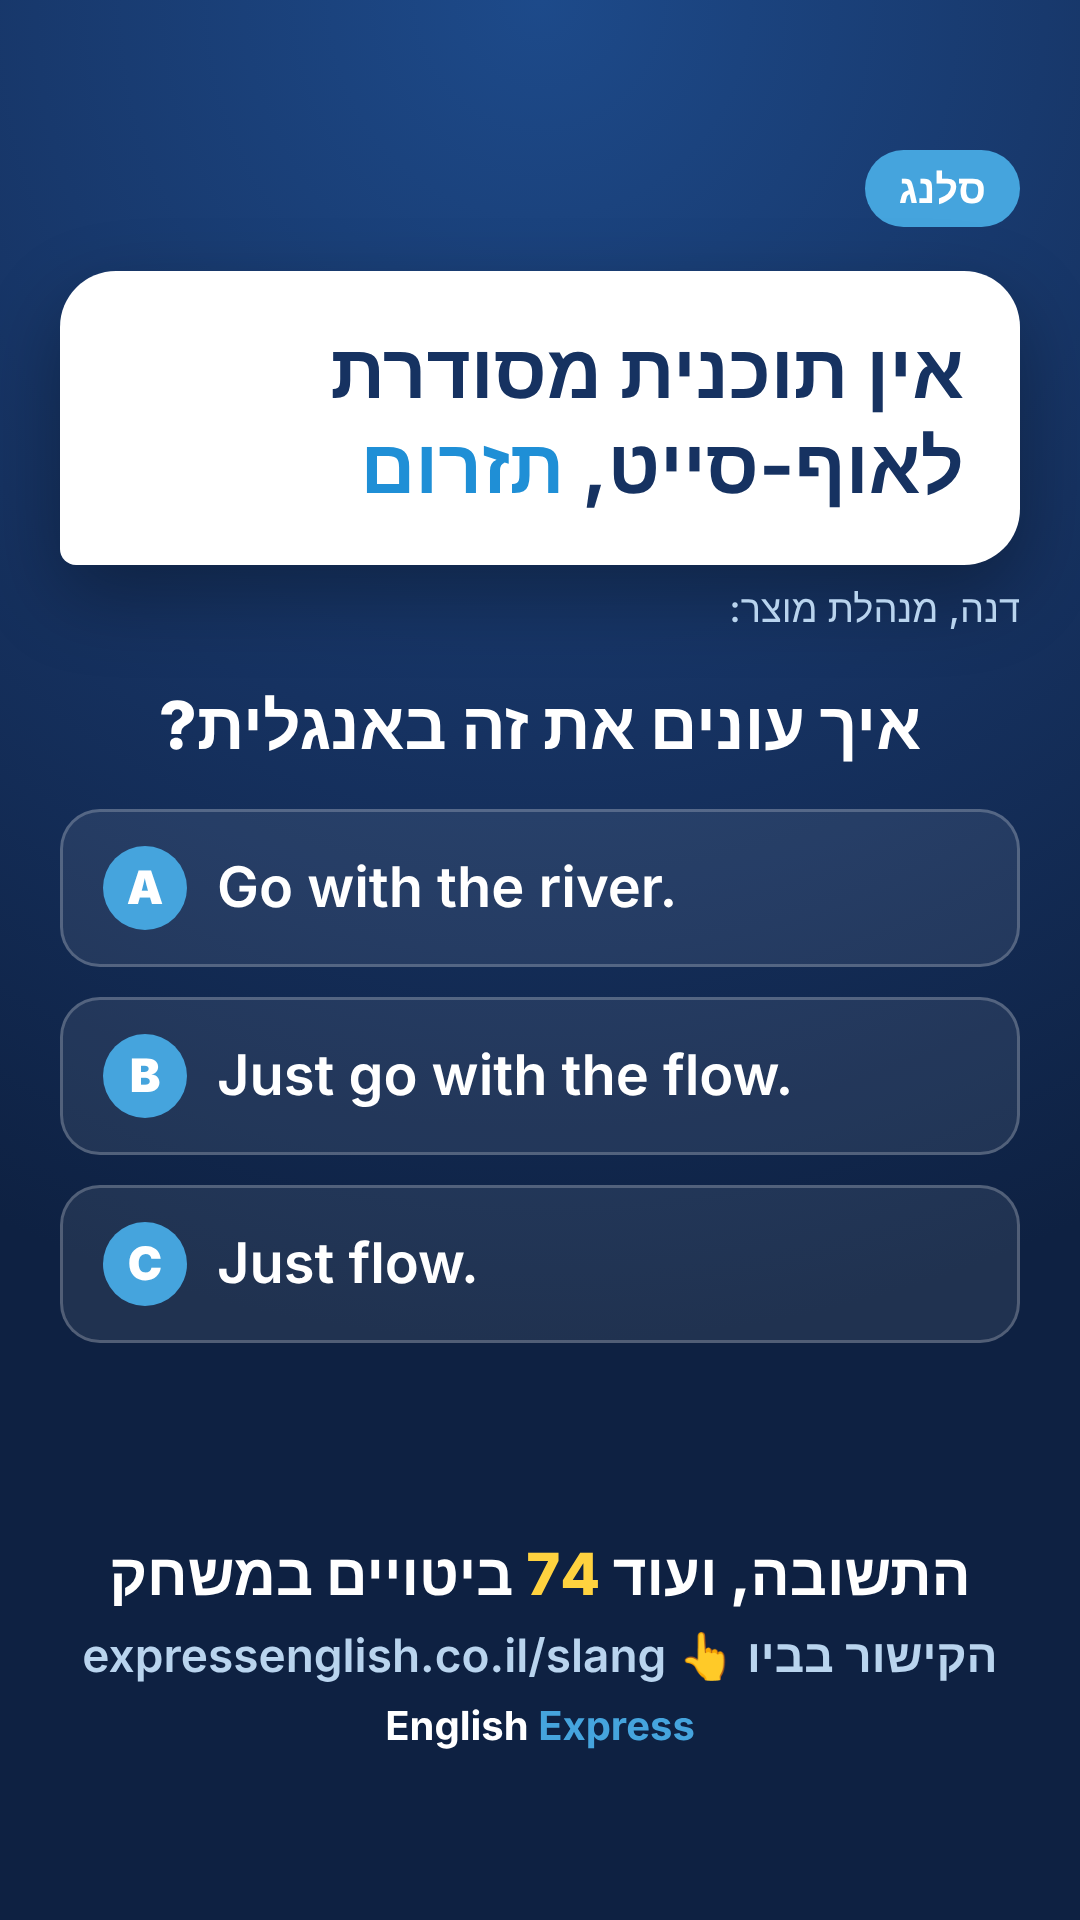 סלנג
אין תוכנית מסודרת
לאוף-סייט, תזרום
דנה, מנהלת מוצר:
איך עונים את זה באנגלית?
A Go with the river.
B Just go with the flow.
C Just flow.
התשובה, ועוד 74 ביטויים במשחק
הקישור בביו 👆 expressenglish.co.il/slang
English Express